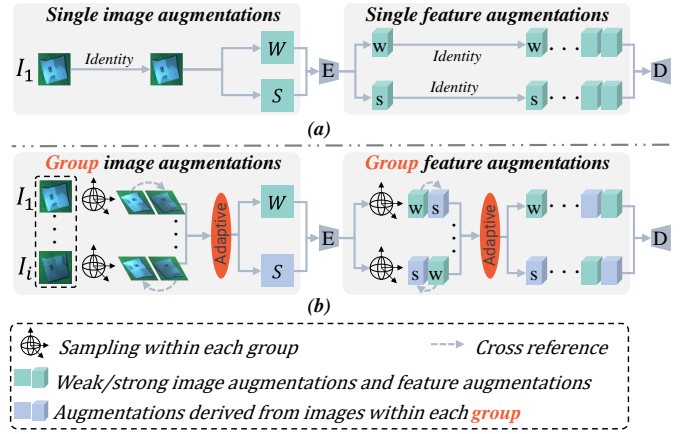 Single image augmentations
Single feature augmentations
I1
Identity
W
S
E
w
Identity
w
s
Identity
s
D
(a)
Group image augmentations
Group feature augmentations
I1
Ii
Adaptive
W
S
E
w s
s w
Adaptive
w
s
D
(b)
Sampling within each group
Cross reference
Weak/strong image augmentations and feature augmentations
Augmentations derived from images within each group